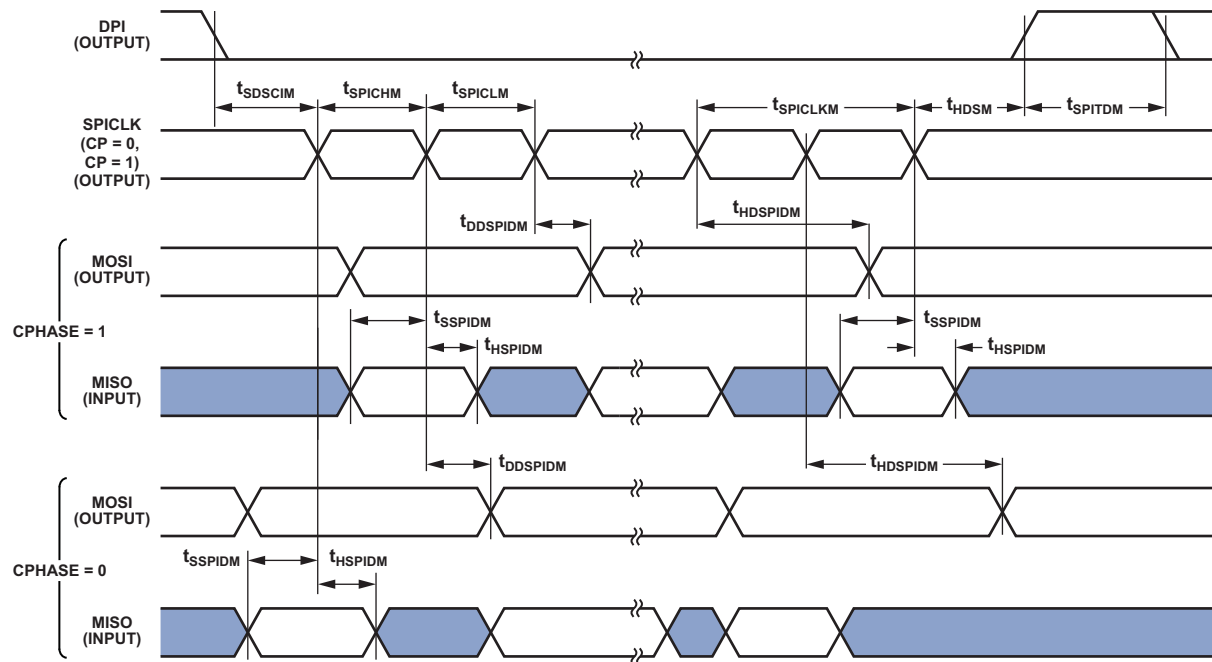 DPI
(OUTPUT)
tSDSCIM
tSPICHM
tSPICLM
tSPICLKM
tHDSM
tSPITDM
SPICLK
(CP = 0,
CP = 1)
(OUTPUT)
tDDSPIDM
tHDSPIDM
MOSI
(OUTPUT)
CPHASE = 1
tSSPIDM
tSSPIDM
tHSPIDM
tHSPIDM
MISO
(INPUT)
tDDSPIDM
tHDSPIDM
MOSI
(OUTPUT)
tSSPIDM
tHSPIDM
CPHASE = 0
MISO
(INPUT)